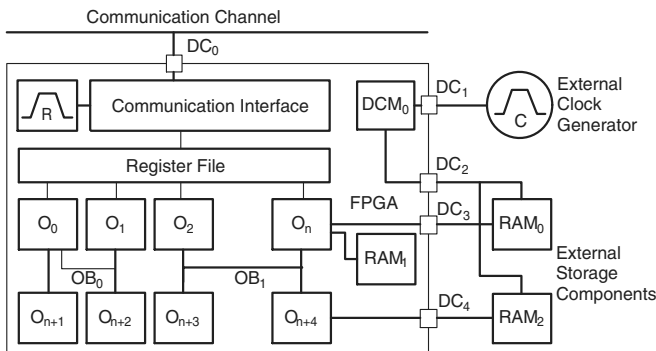 Communication Channel
DC0
R
Communication Interface
DCM0
DC1
C
External
Clock
Generator
Register File
DC2
FPGA
DC3
O0
O1
O2
On
RAM0
RAM1
OB0
OB1
External
Storage
Components
On+1
On+2
On+3
On+4
DC4
RAM2